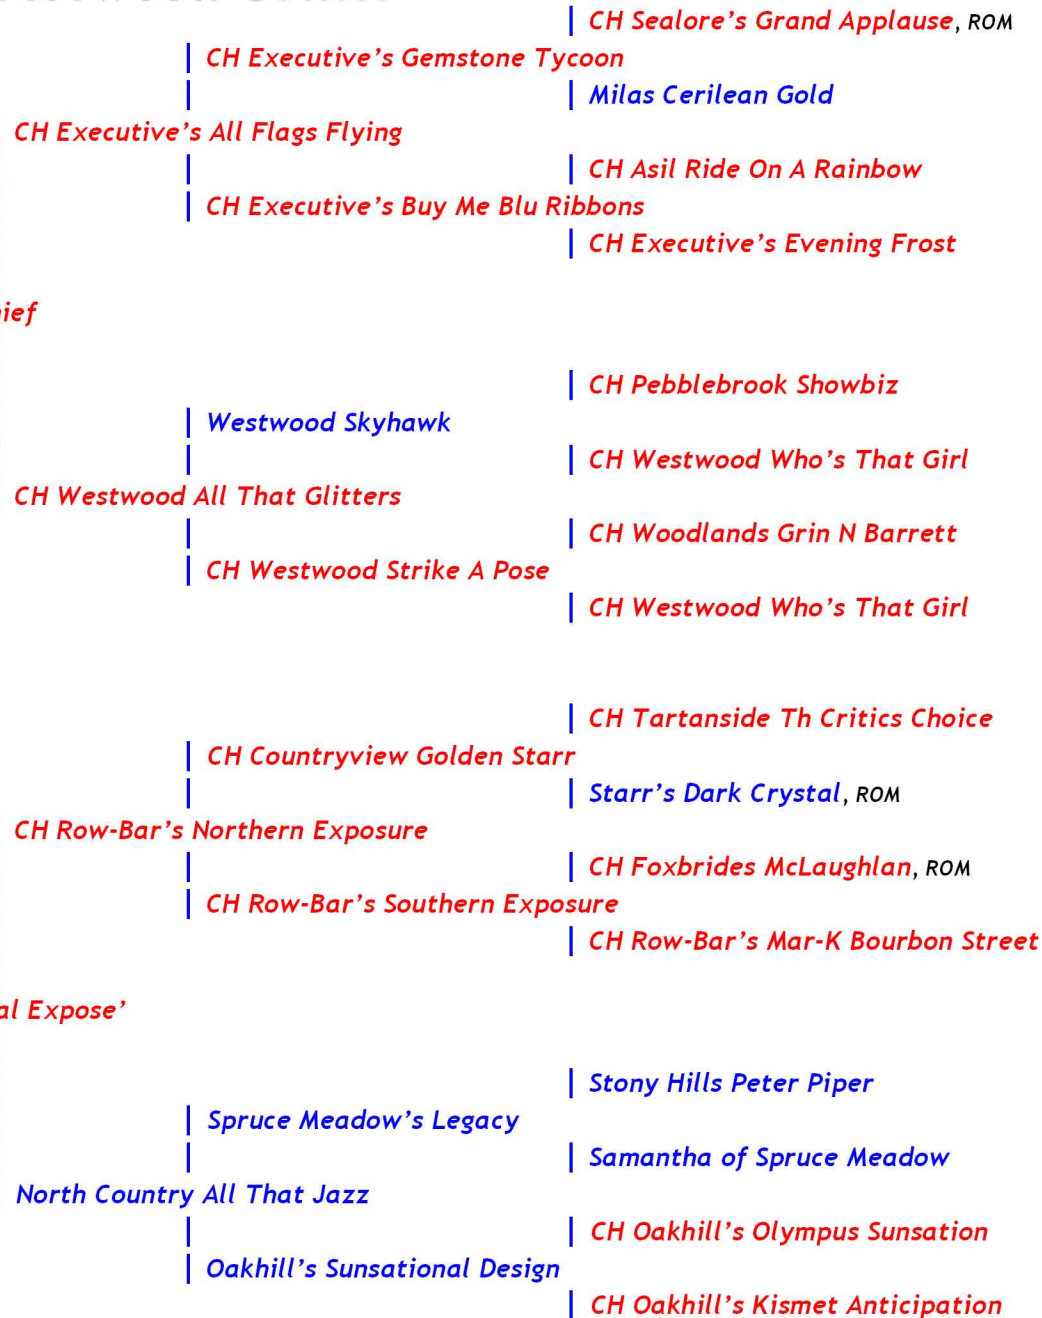 CH Sealore’s Grand Applause, ROM
CH Executive’s Gemstone Tycoon
Milas Cerilean Gold
CH Executive’s All Flags Flying
CH Asil Ride On A Rainbow
CH Executive’s Buy Me Blu Ribbons
CH Executive’s Evening Frost
ief
CH Pebblebrook Showbiz
Westwood Skyhawk
CH Westwood Who’s That Girl
CH Westwood All That Glitters
CH Woodlands Grin N Barrett
CH Westwood Strike A Pose
CH Westwood Who’s That Girl
CH Tartanside Th Critics Choice
CH Countryview Golden Starr
Starr’s Dark Crystal, ROM
CH Row-Bar’s Northern Exposure
CH Foxbrides McLaughlan, ROM
CH Row-Bar’s Southern Exposure
CH Row-Bar’s Mar-K Bourbon Street
al Expose’
Stony Hills Peter Piper
Spruce Meadow’s Legacy
Samantha of Spruce Meadow
North Country All That Jazz
CH Oakhill’s Olympus Sunsation
Oakhill’s Sunsational Design
CH Oakhill’s Kismet Anticipation